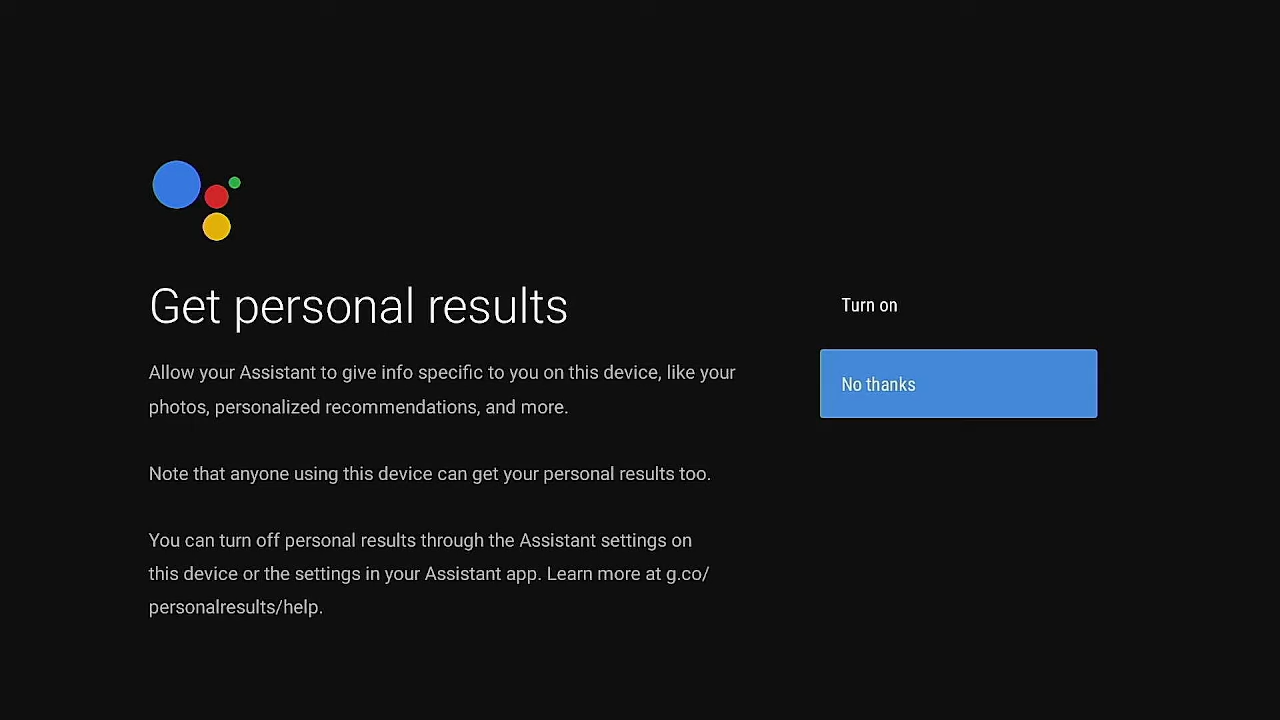 Get personal results
Allow your Assistant to give info specific to you on this device, like your
photos, personalized recommendations, and more.
Note that anyone using this device can get your personal results too.
You can turn off personal results through the Assistant settings on
this device or the settings in your Assistant app. Learn more at g.co/
personalresults/help.
Turn on
No thanks